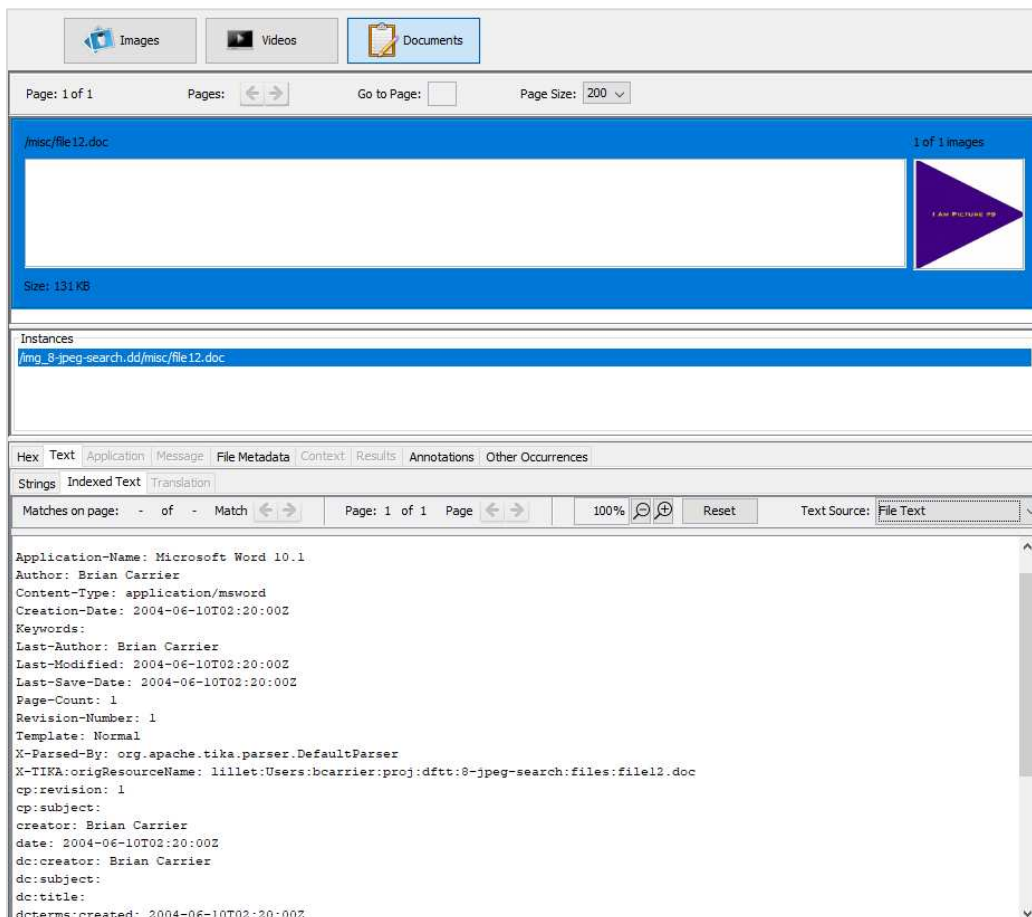 Images Videos Documents
Page: 1 of 1 Pages: Go to Page: Page Size: 200
/misc/file12.doc 1 of 1 images
I AM PICTURE #9
Size: 131 KB
Instances
/img_8-jpeg-search.dd/misc/file12.doc
Hex Text Application Message File Metadata Context Results Annotations Other Occurrences
Strings Indexed Text Translation
Matches on page: - of - Match Page: 1 of 1 Page 100% Reset Text Source: File Text
Application-Name: Microsoft Word 10.1
Author: Brian Carrier
Content-Type: application/msword
Creation-Date: 2004-06-10T02:20:00Z
Keywords:
Last-Author: Brian Carrier
Last-Modified: 2004-06-10T02:20:00Z
Last-Save-Date: 2004-06-10T02:20:00Z
Page-Count: 1
Revision-Number: 1
Template: Normal
X-Parsed-By: org.apache.tika.parser.DefaultParser
X-TIKA:origResourceName: lillet:Users:bcarrier:proj:dftt:8-jpeg-search:files:file12.doc
cp:revision: 1
cp:subject:
creator: Brian Carrier
date: 2004-06-10T02:20:00Z
dc:creator: Brian Carrier
dc:subject:
dc:title:
dcterms:created: 2004-06-10T02:20:00Z